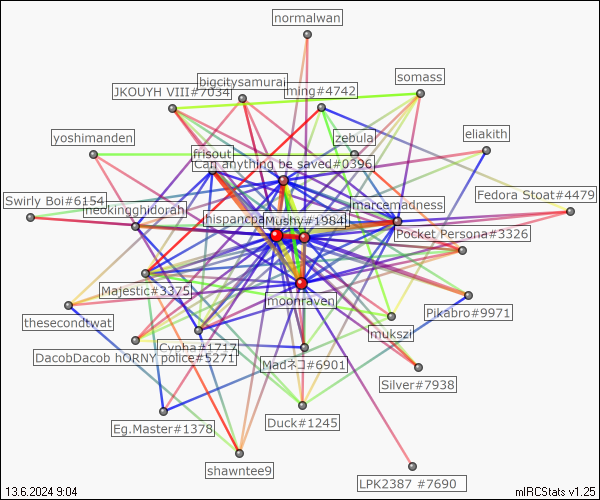 normalwan
bigcitysamurai
somass
JKOUYH VIII#7034
ming#4742
yoshimanden
zebulal
eliakith
frisout
Can anything be saved#0396
Swirly Boi#6154
neokingghidorah
marcemadness
Fedora Stoat#4479
hispancpa
Mushy#1984
Pocket Persona#3326
Majestic#3375
moonraven
Pikabro#9971
thesecondtwat
mukszi
DacobDacob hORNY police#5271
Cypha#1717
Madネコ#6901
Silver#7938
Eg.Master#1378
Duck#1245
shawntee9
LPK2387 #7690
13.6.2024 9:04
mIRCStats v1.25